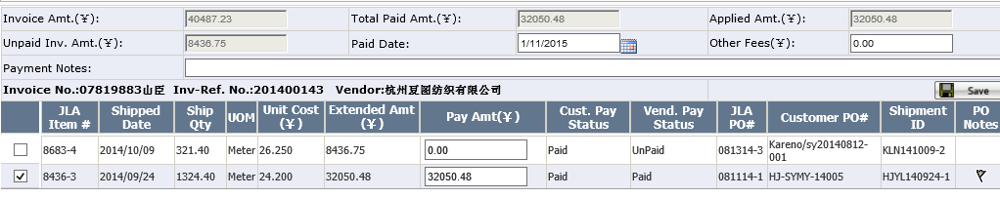 Invoice Amt.(¥): 40487.23 Total Paid Amt.(¥): 32050.48 Applied Amt.(¥): 32050.48
Unpaid Inv. Amt.(¥): 8436.75 Paid Date: 1/11/2015 Other Fees(¥): 0.00
Payment Notes:
Invoice No.:07819883山臣 Inv-Ref. No.:201400143 Vendor:杭州夏图纺织有限公司 Save
JLA Item # Shipped Date Ship Qty UOM Unit Cost (¥) Extended Amt (¥) Pay Amt(¥) Cust. Pay Status Vend. Pay Status JLA PO# Customer PO# Shipment ID PO Notes
8683-4 2014/10/09 321.40 Meter 26.250 8436.75 0.00 Paid UnPaid 081314-3 Kareno/sy20140812-001 KLN141009-2
8436-3 2014/09/24 1324.40 Meter 24.200 32050.48 32050.48 Paid Paid 081114-1 HJ-SYMY-14005 HJYL140924-1